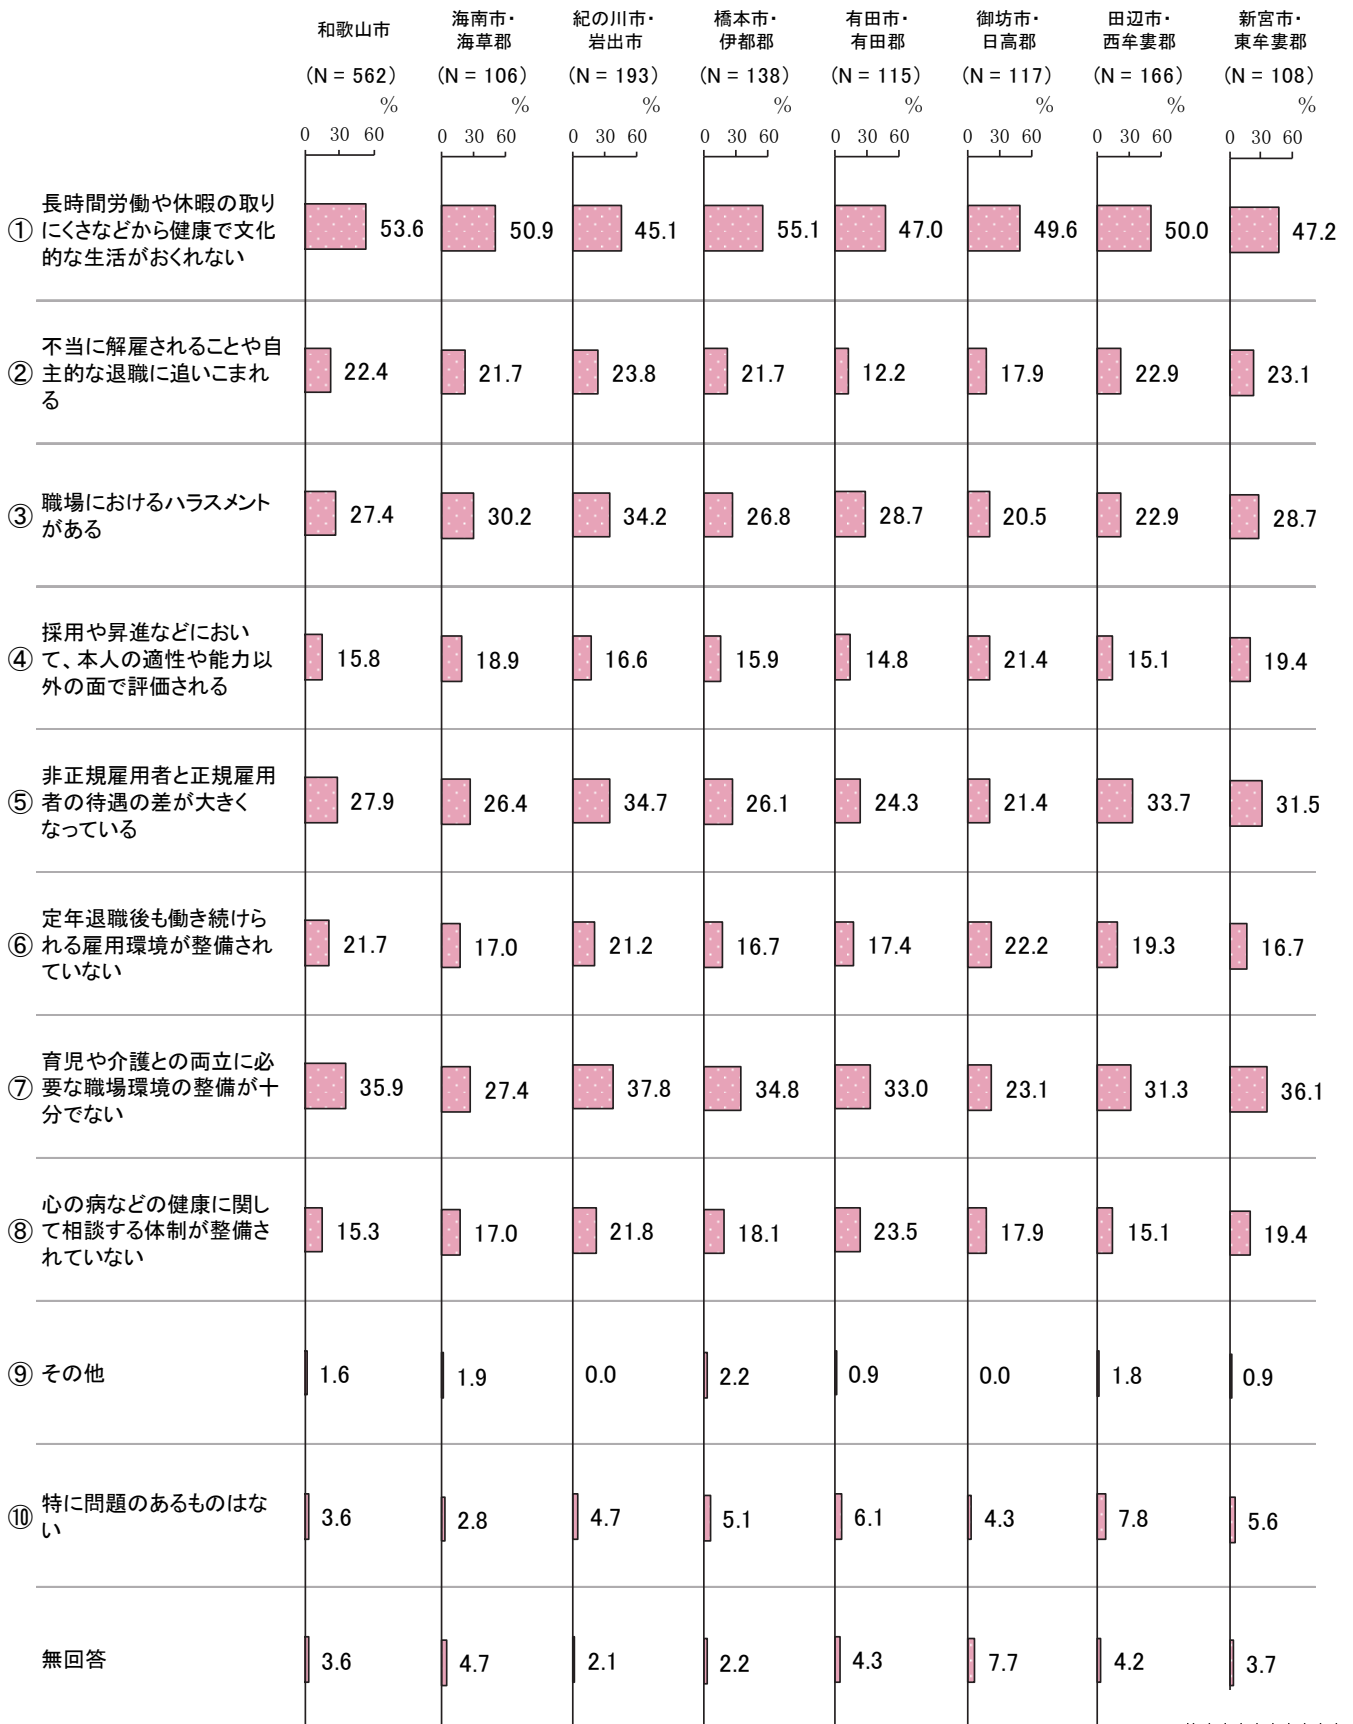 和歌山市 海南市・ 紀の川市・ 橋本市・ 有田市・ 御坊市・ 田辺市・ 新宮市・
海草郡 岩出市 伊都郡 有田郡 日高郡 西牟婁郡 東牟婁郡
(N = 562) (N = 106) (N = 193) (N = 138) (N = 115) (N = 117) (N = 166) (N = 108)
% % % % % % % %
0 30 60 0 30 60 0 30 60 0 30 60 0 30 60 0 30 60 0 30 60 0 30 60
長時間労働や休暇の取り
① にくさなどから健康で文化 53.6 50.9 45.1 55.1 47.0 49.6 50.0 47.2
的な生活がおくれない
不当に解雇されることや自
② 主的な退職に追いこまれ 22.4 21.7 23.8 21.7 12.2 17.9 22.9 23.1
る
職場におけるハラスメント
③ 27.4 30.2 34.2 26.8 28.7 20.5 22.9 28.7
がある
採用や昇進などにおい
④ て、本人の適性や能力以 15.8 18.9 16.6 15.9 14.8 21.4 15.1 19.4
外の面で評価される
非正規雇用者と正規雇用
⑤ 者の待遇の差が大きく 27.9 26.4 34.7 26.1 24.3 21.4 33.7 31.5
なっている
定年退職後も働き続けら
⑥ れる雇用環境が整備され 21.7 17.0 21.2 16.7 17.4 22.2 19.3 16.7
ていない
育児や介護との両立に必
⑦ 要な職場環境の整備が十 35.9 27.4 37.8 34.8 33.0 23.1 31.3 36.1
分でない
心の病などの健康に関し
⑧ て相談する体制が整備さ 15.3 17.0 21.8 18.1 23.5 17.9 15.1 19.4
れていない
⑨ その他 1.6 1.9 0.0 2.2 0.9 0.0 1.8 0.9
特に問題のあるものはな
⑩ 3.6 2.8 4.7 5.1 6.1 4.3 7.8 5.6
い
無回答 3.6 4.7 2.1 2.2 4.3 7.7 4.2 3.7